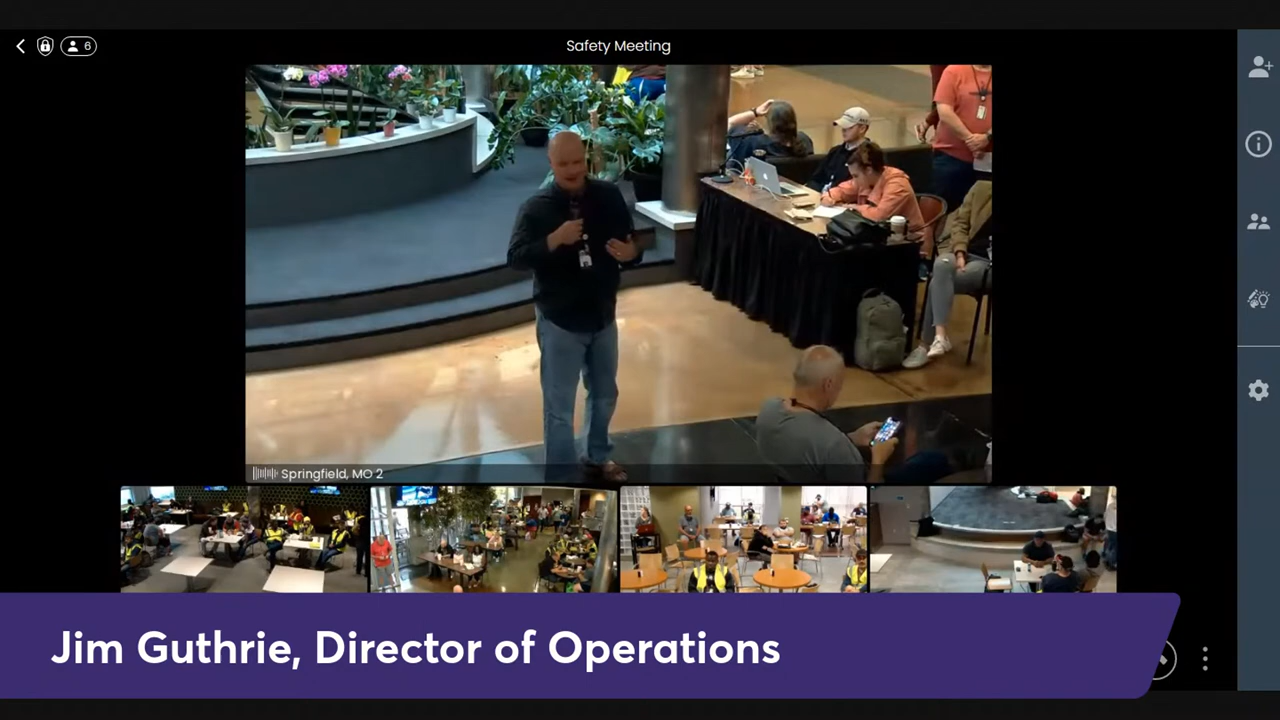 6
Safety Meeting
Springfield, MO 2
Jim Guthrie, Director of Operations